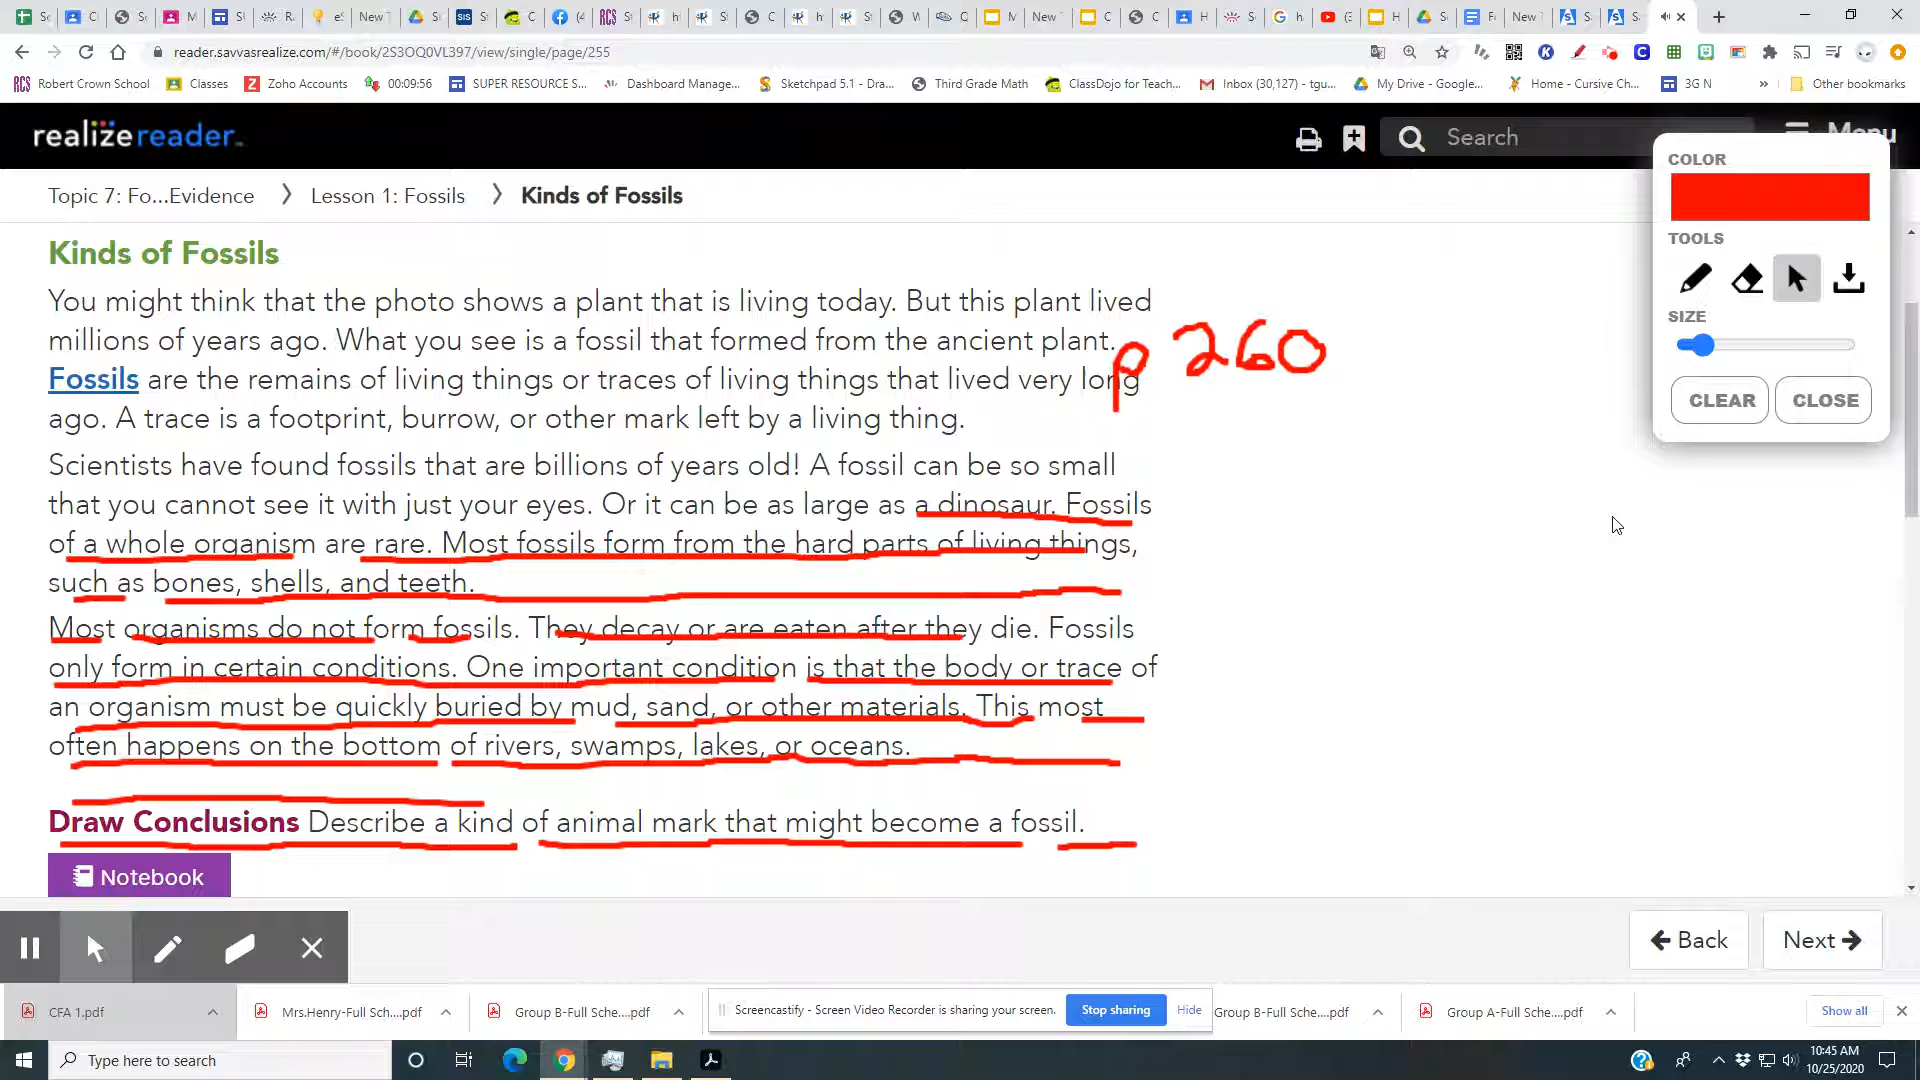 reader.savvasrealize.com/#/book/2S3OQ0VL397/view/single/page/255
Robert Crown School
Classes
Zoho Accounts
00:09:56
SUPER RESOURCE S...
Dashboard Manage...
Sketchpad 5.1 - Dra...
Third Grade Math
ClassDojo for Teach...
Inbox (30,127) - tgu...
My Drive - Google...
Home - Cursive Ch...
3G N
»
Other bookmarks
realizereader
Search
Menu
Topic 7: Fo...Evidence
Lesson 1: Fossils
Kinds of Fossils
COLOR
TOOLS
SIZE
CLEAR
CLOSE
Kinds of Fossils
You might think that the photo shows a plant that is living today. But this plant lived
millions of years ago. What you see is a fossil that formed from the ancient plant.
Fossils are the remains of living things or traces of living things that lived very long
ago. A trace is a footprint, burrow, or other mark left by a living thing.
p 260
Scientists have found fossils that are billions of years old! A fossil can be so small
that you cannot see it with just your eyes. Or it can be as large as a dinosaur. Fossils
of a whole organism are rare. Most fossils form from the hard parts of living things,
such as bones, shells, and teeth.
Most organisms do not form fossils. They decay or are eaten after they die. Fossils
only form in certain conditions. One important condition is that the body or trace of
an organism must be quickly buried by mud, sand, or other materials. This most
often happens on the bottom of rivers, swamps, lakes, or oceans.
Draw Conclusions Describe a kind of animal mark that might become a fossil.
Notebook
Back
Next
CFA 1.pdf
Mrs.Henry-Full Sch....pdf
Group B-Full Sche....pdf
Screencastify - Screen Video Recorder is sharing your screen.
Stop sharing
Hide
Group B-Full Sche....pdf
Group A-Full Sche....pdf
Show all
Type here to search
10:45 AM
10/25/2020